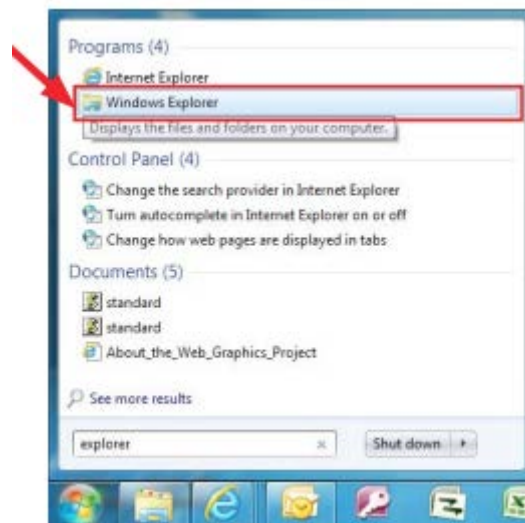 Programs (4)
Internet Explorer
Windows Explorer
Displays the files and folders on your computer.
Control Panel (4)
Change the search provider in Internet Explorer
Turn autocomplete in Internet Explorer on or off
Change how web pages are displayed in tabs
Documents (5)
standard
standard
About_the_Web_Graphics_Project
See more results
explorer
Shut down